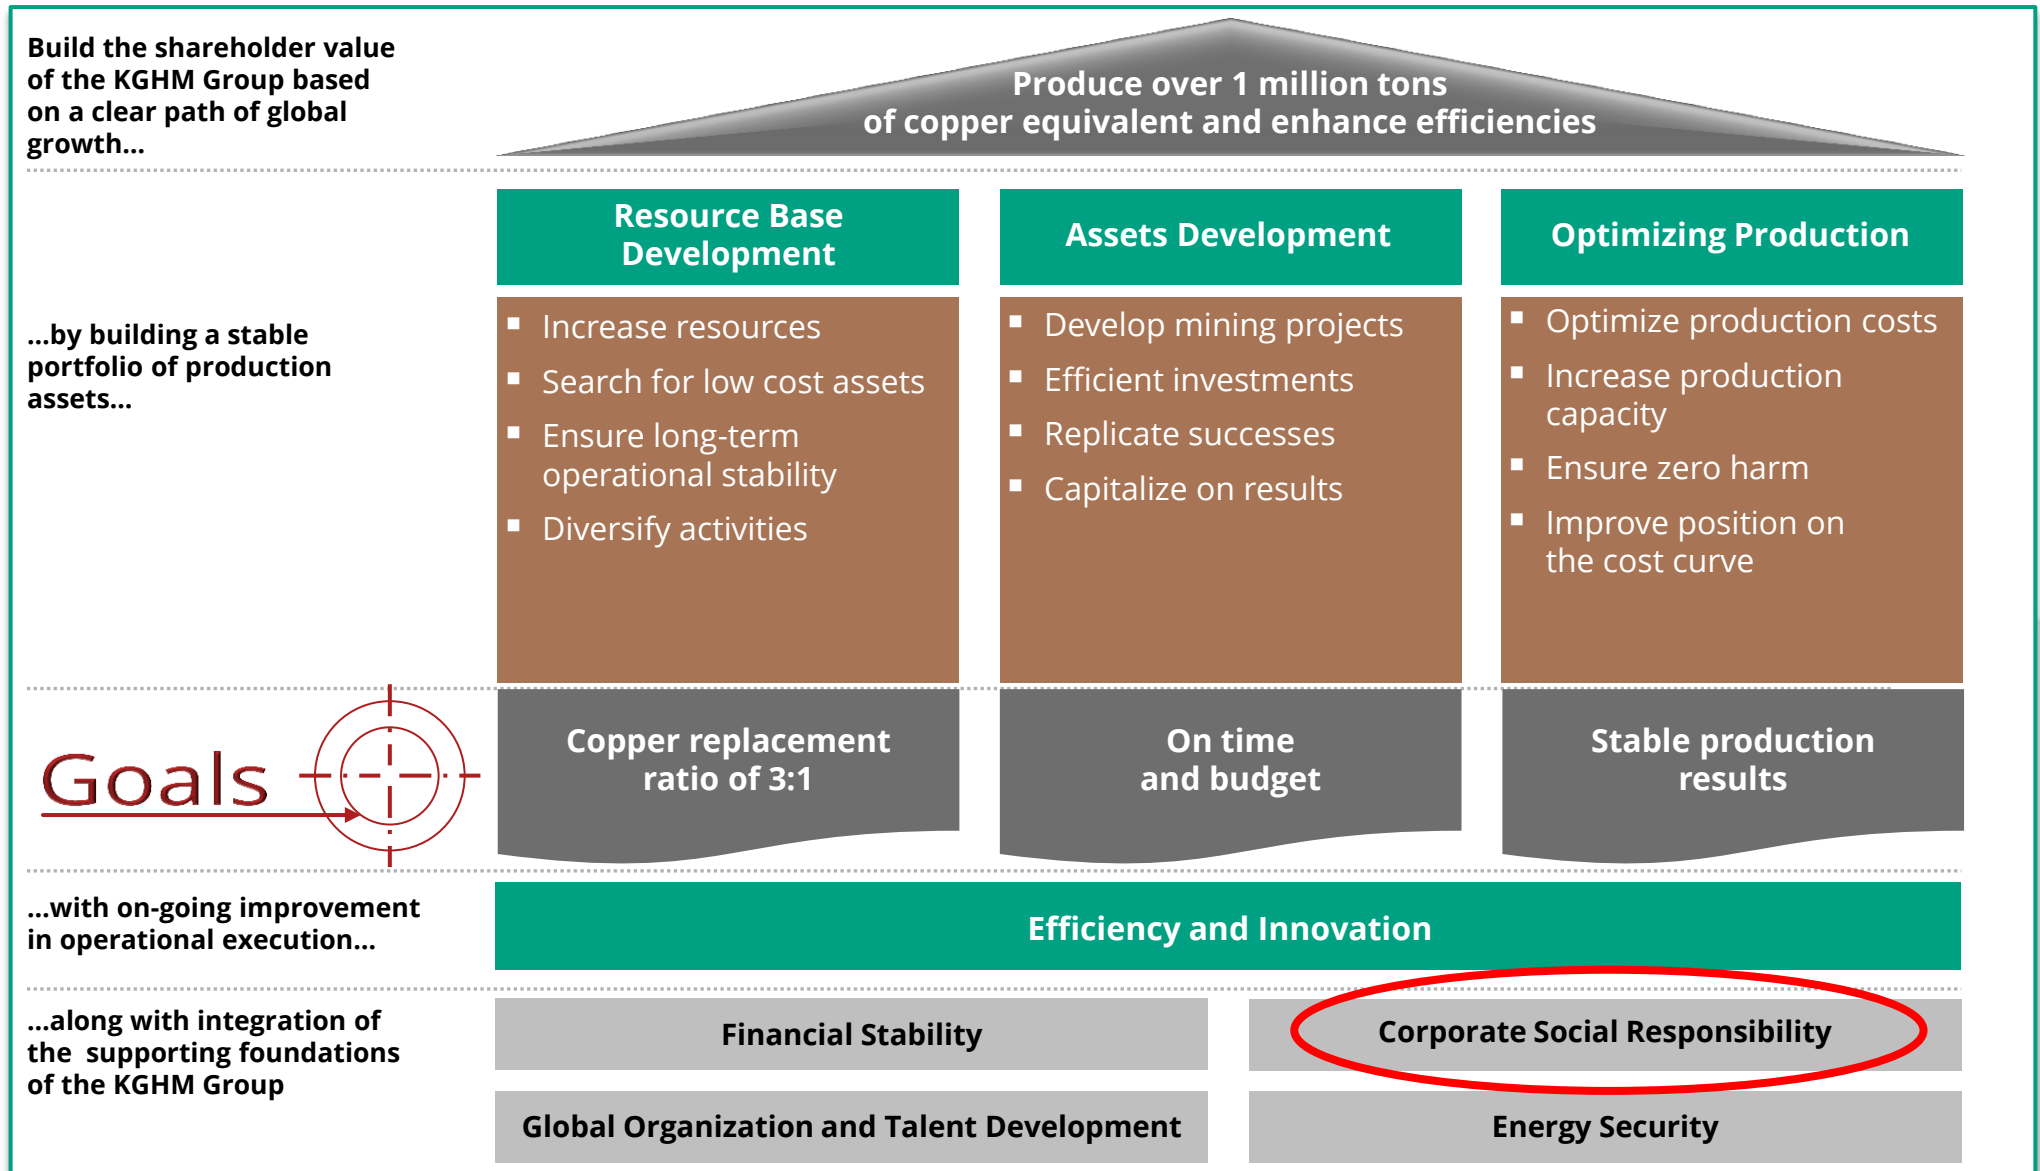 Build the shareholder value
of the KGHM Group based
on a clear path of global
growth...
Produce over 1 million tons
of copper equivalent and enhance efficiencies
...by building a stable
portfolio of production
assets...
Resource Base
Development
Increase resources
Search for low cost assets
Ensure long-term
operational stability
Diversify activities
Assets Development
Develop mining projects
Efficient investments
Replicate successes
Capitalize on results
Optimizing Production
Optimize production costs
Increase production
capacity
Ensure zero harm
Improve position on
the cost curve
Goals
Copper replacement
ratio of 3:1
On time
and budget
Stable production
results
...with on-going improvement
in operational execution...
Efficiency and Innovation
...along with integration of
the supporting foundations
of the KGHM Group
Financial Stability
Corporate Social Responsibility
Global Organization and Talent Development
Energy Security